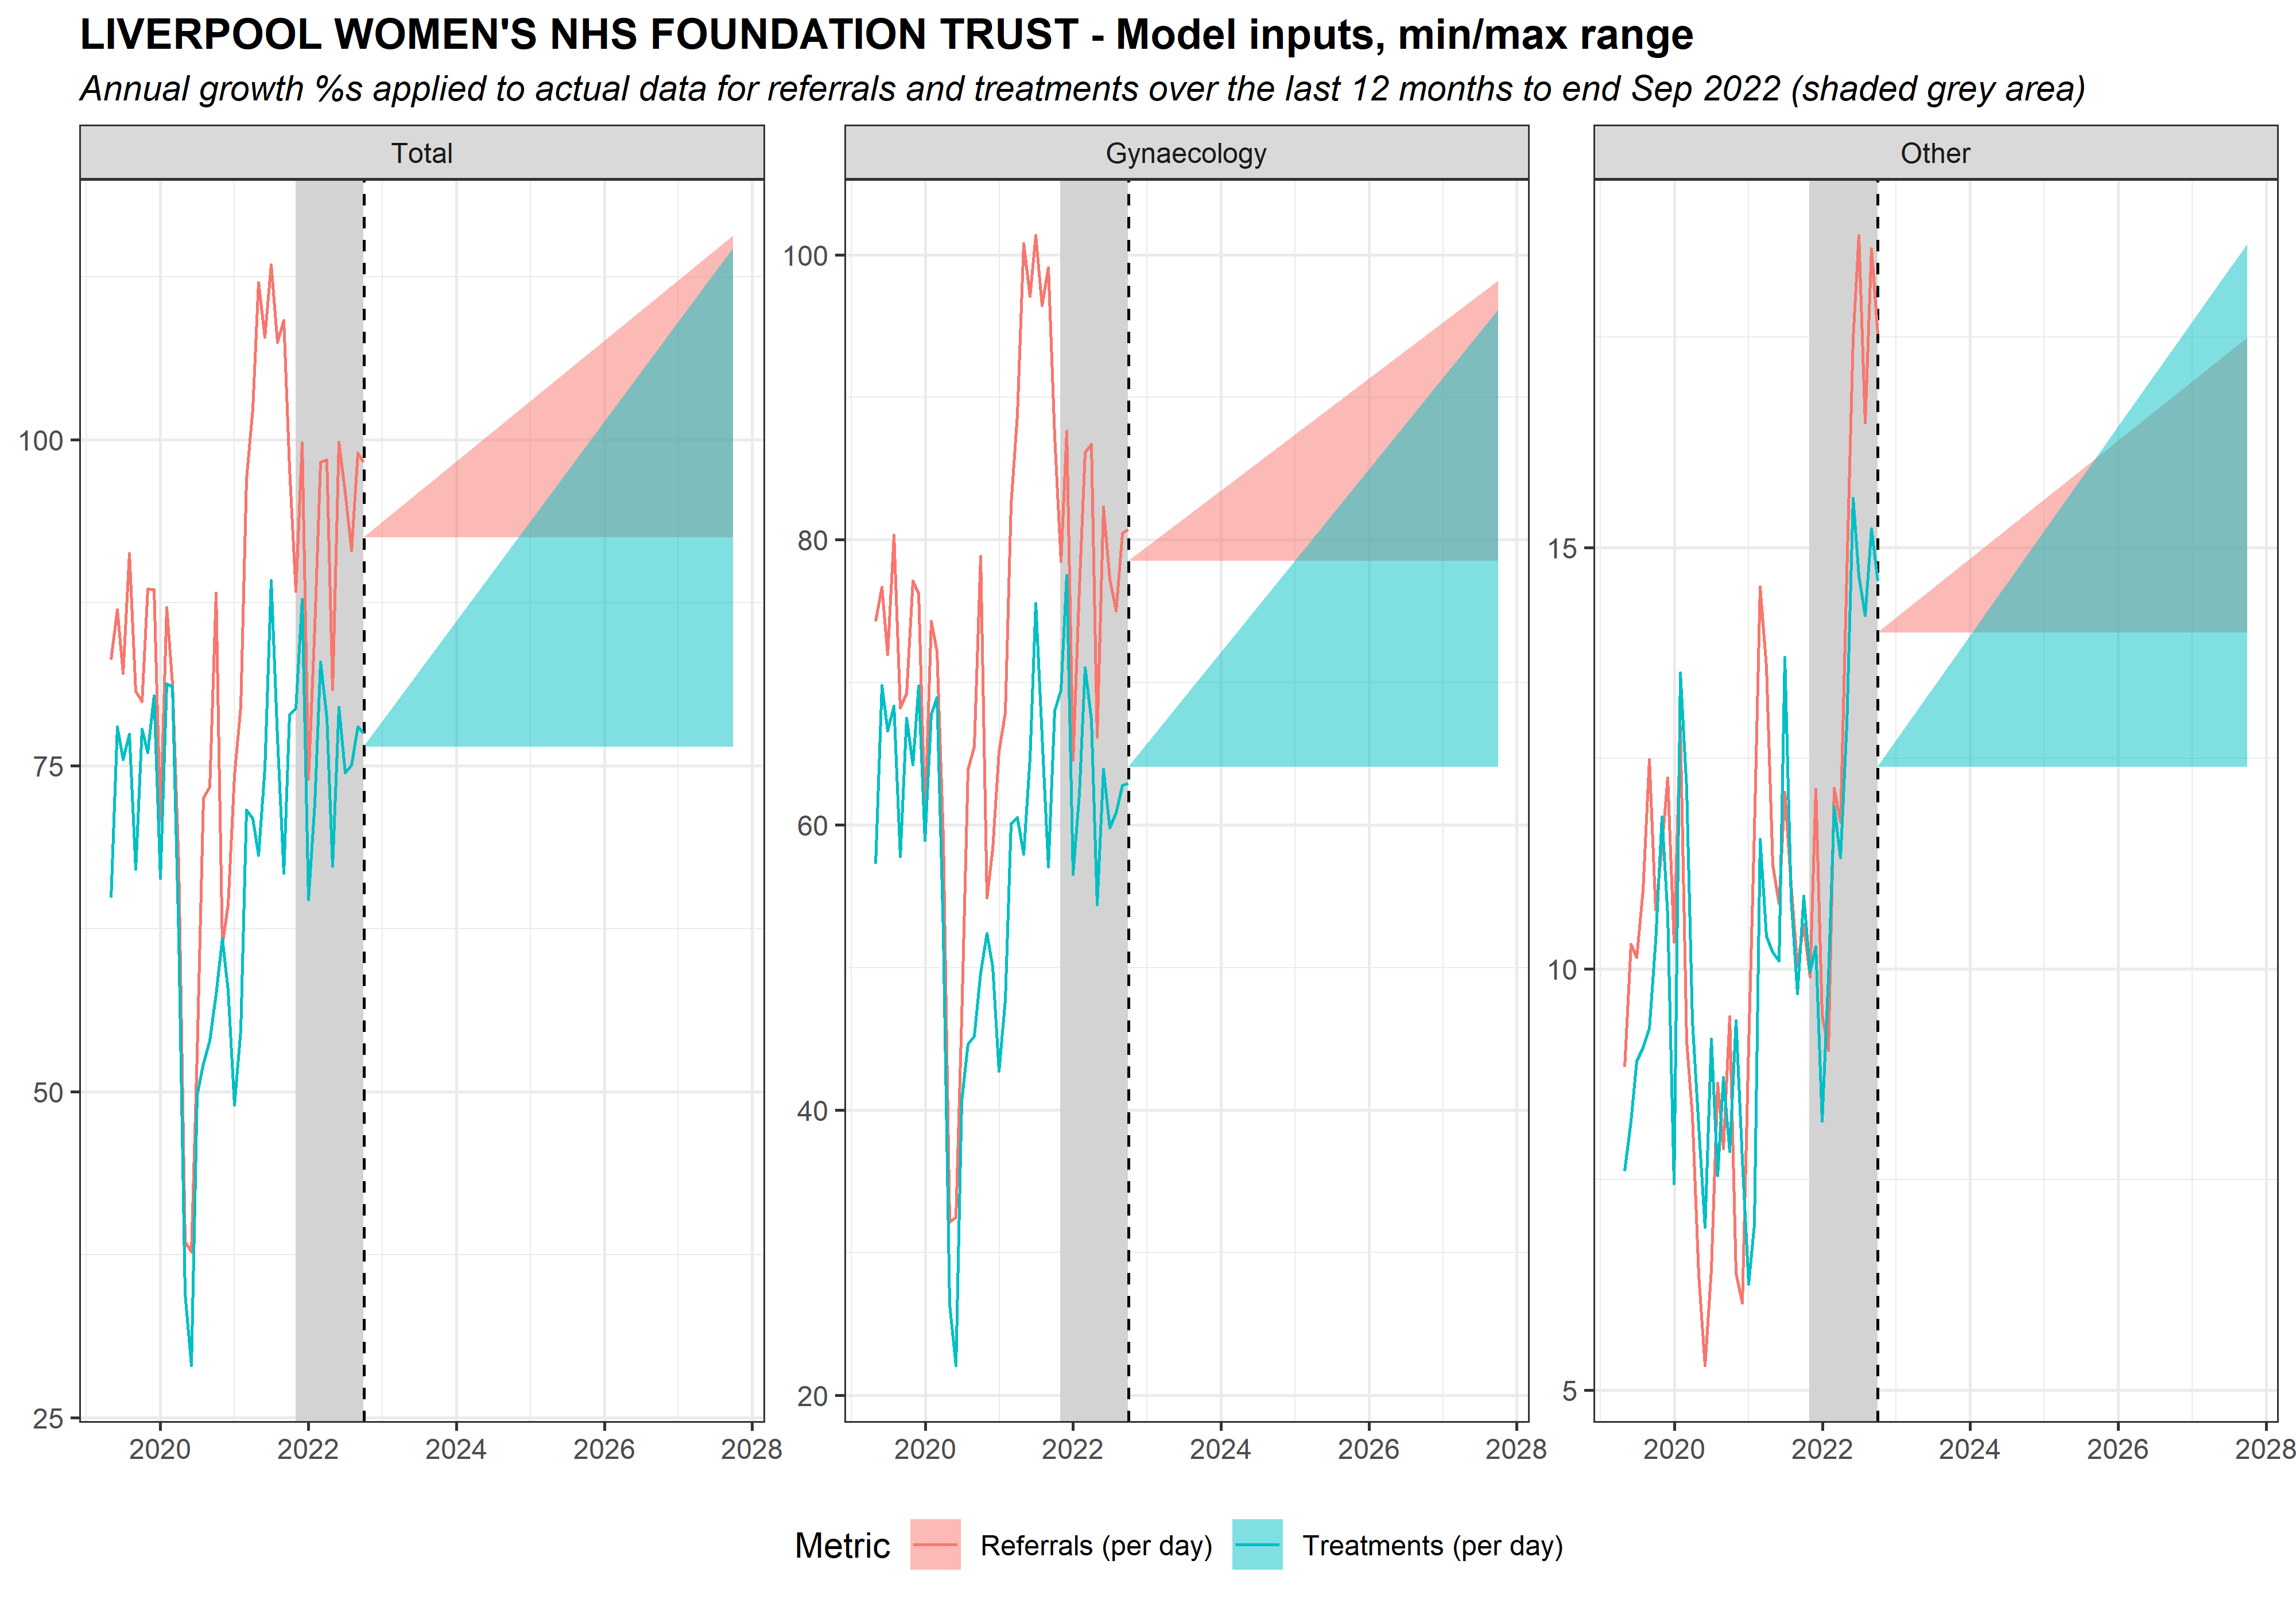 LIVERPOOL WOMEN'S NHS FOUNDATION TRUST - Model inputs, min/max range
Annual growth %s applied to actual data for referrals and treatments over the last 12 months to end Sep 2022 (shaded grey area)
Total
Gynaecology
Other
100
75
50
25
100
80
60
40
20
15
10
5
2020 2022 2024 2026 2028
2020 2022 2024 2026 2028
2020 2022 2024 2026 2028
Metric Referrals (per day) Treatments (per day)